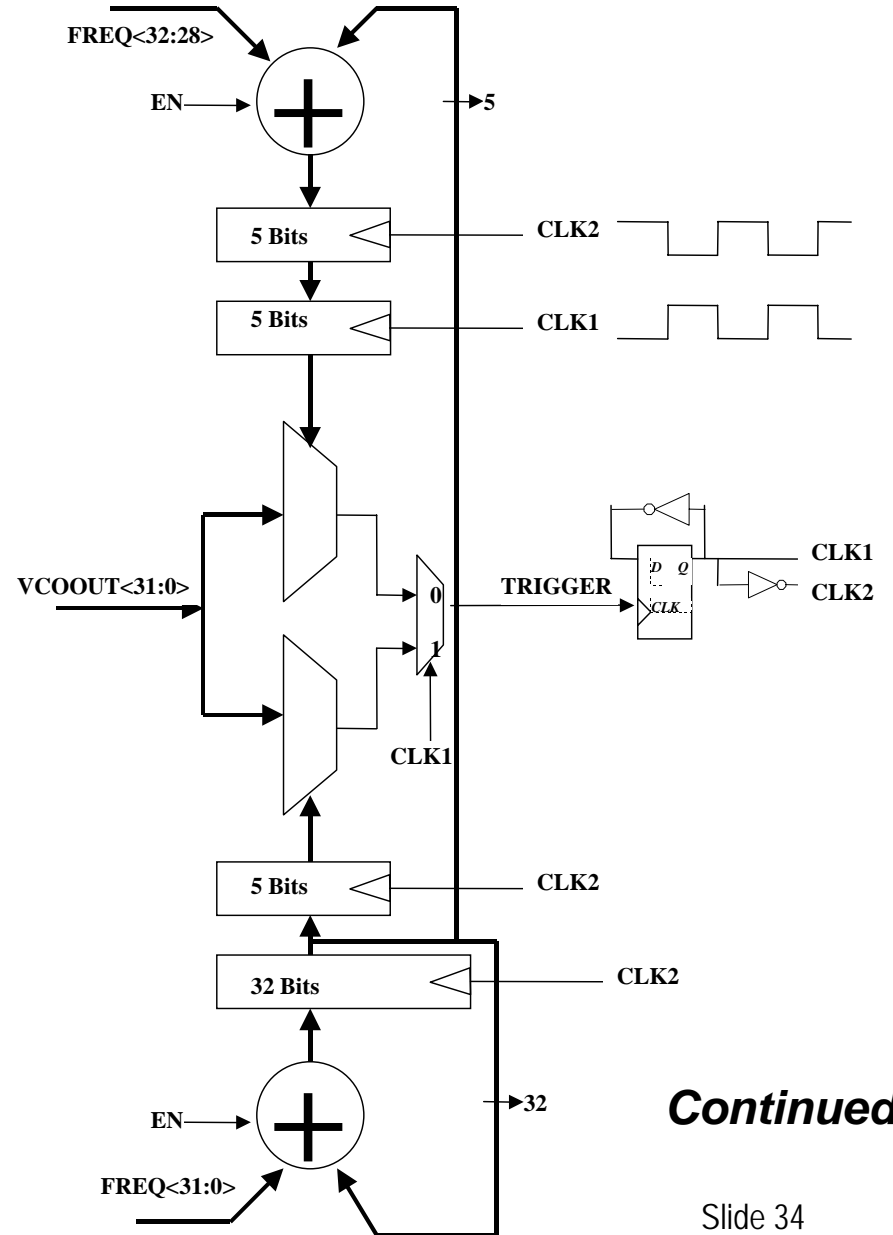 FREQ<32:28>
EN
5
5 Bits
CLK2
5 Bits
CLK1
VCOOUT<31:0>
0
1
CLK1
TRIGGER
D Q
CLK
CLK1
CLK2
5 Bits
CLK2
32 Bits
CLK2
EN
32
FREQ<31:0>
Continued
Slide 34